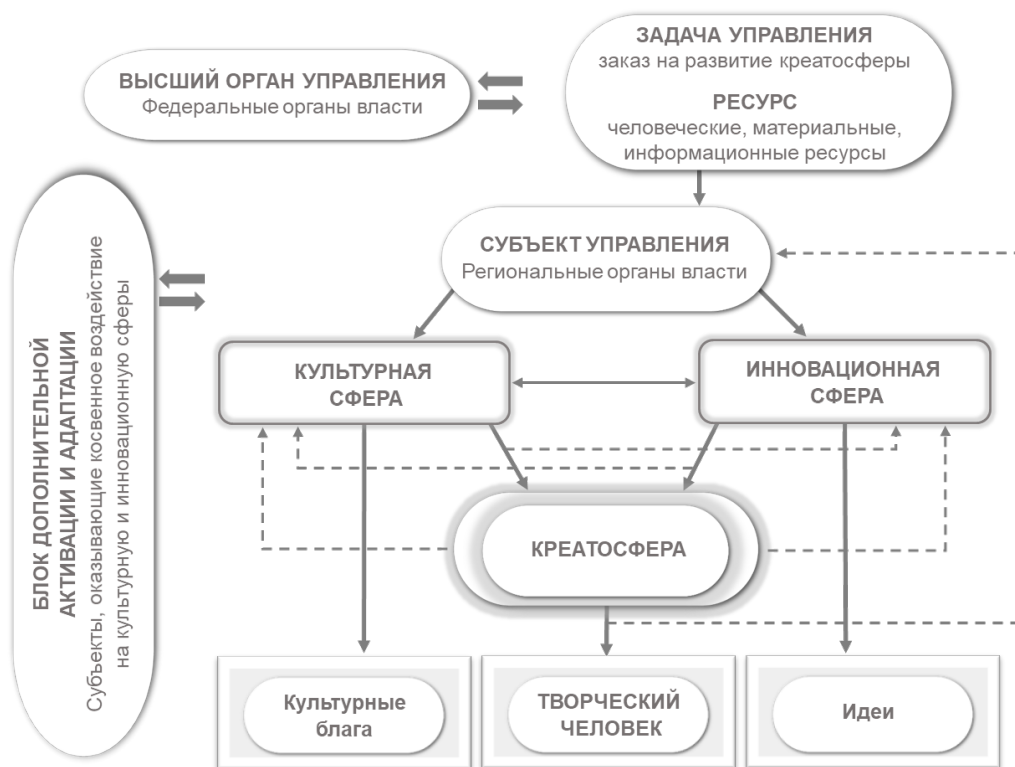 ВЫСШИЙ ОРГАН УПРАВЛЕНИЯ
Федеральные органы власти
ЗАДАЧА УПРАВЛЕНИЯ
заказ на развитие креатосферы
РЕСУРС
человеческие, материальные,
информационные ресурсы
СУБЪЕКТ УПРАВЛЕНИЯ
Региональные органы власти
БЛОК ДОПОЛНИТЕЛЬНОЙ
АКТИВАЦИИ И АДАПТАЦИИ
Субъекты, оказывающие косвенное воздействие
на культурную и инновационную сферы
КУЛЬТУРНАЯ
СФЕРА
ИННОВАЦИОННАЯ
СФЕРА
КРЕАТОСФЕРА
Культурные
блага
ТВОРЧЕСКИЙ
ЧЕЛОВЕК
Идеи